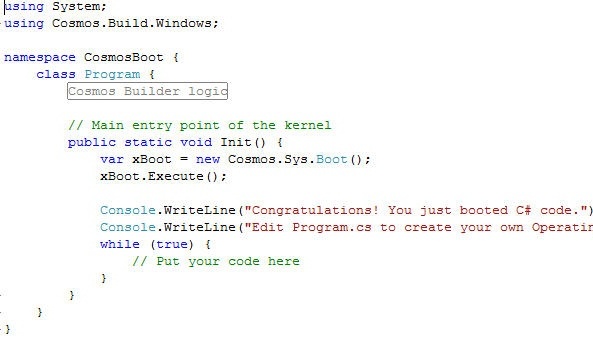 using System;
using Cosmos.Build.Windows;
namespace CosmosBoot {
class Program {
Cosmos Builder logic
// Main entry point of the kernel
public static void Init() {
var xBoot = new Cosmos.Sys.Boot();
xBoot.Execute();
Console.WriteLine("Congratulations! You just booted C# code.")
Console.WriteLine("Edit Program.cs to create your own
while (true) {
// Put your code here
}
}
}
}